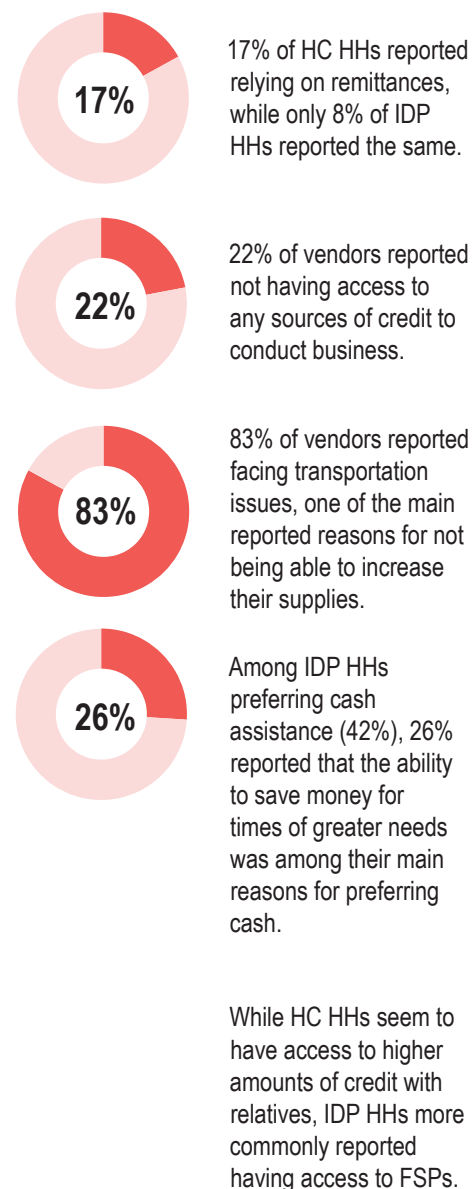 17%
17% of HC HHs reported
relying on remittances,
while only 8% of IDP
HHs reported the same.
22%
22% of vendors reported
not having access to
any sources of credit to
conduct business.
83%
83% of vendors reported
facing transportation
issues, one of the main
reported reasons for not
being able to increase
their supplies.
26%
Among IDP HHs
preferring cash
assistance (42%), 26%
reported that the ability
to save money for
times of greater needs
was among their main
reasons for preferring
cash.
While HC HHs seem to
have access to higher
amounts of credit with
relatives, IDP HHs more
commonly reported
having access to FSPs.